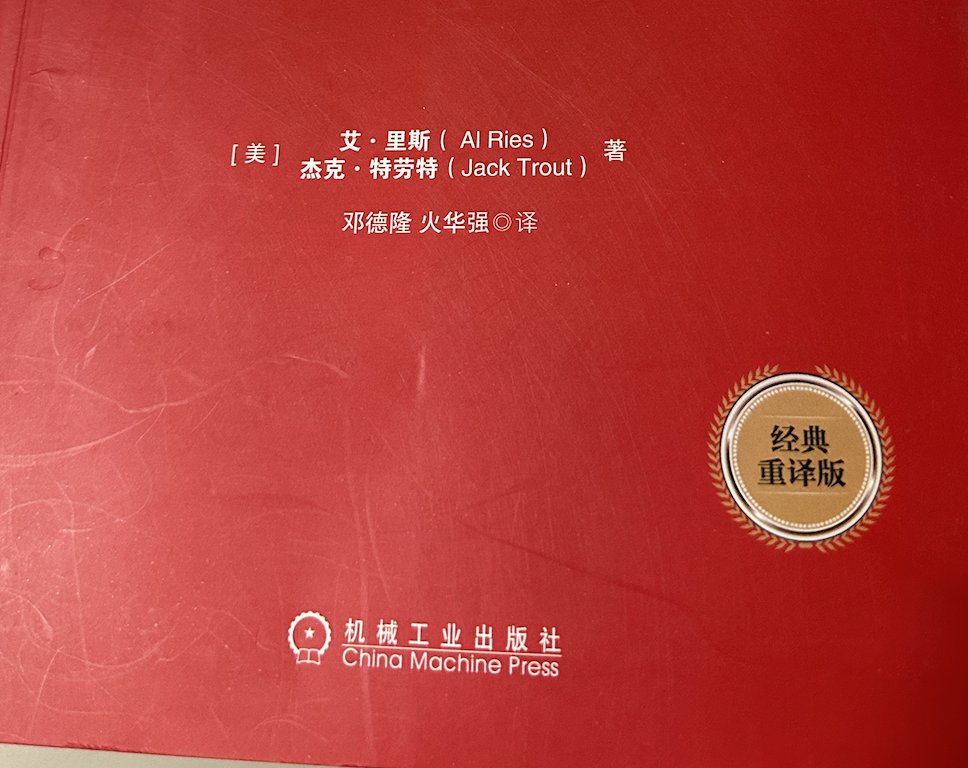 [美] 艾·里斯（Al Ries）
杰克·特劳特（Jack Trout） 著
邓德隆 火华强◎译
经典
重译版
机械工业出版社
China Machine Press